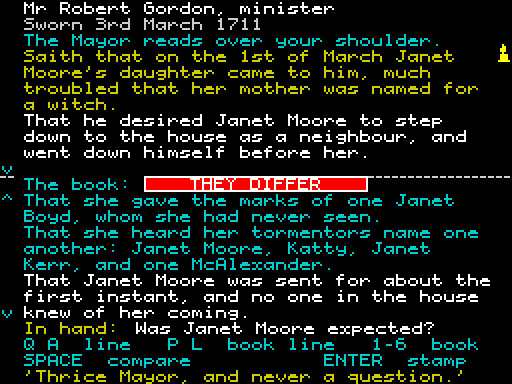 Mr Robert Gordon, minister
Sworn 3rd March 1711
The Mayor reads over your shoulder.
Saith that on the 1st of March Janet
Moore's daughter came to him, much
troubled that her mother was named for
a witch.
That he desired Janet Moore to step
down to the house as a neighbour, and
went down himself before her.
v
The book: THEY DIFFER
^ That she gave the marks of one Janet
Boyd, whom she had never seen.
That she heard her tormentors name one
another: Janet Moore, Katty, Janet
Kerr, and one McAlexander.
That Janet Moore was sent for about the
first instant, and no one in the house
v knew of her coming.
In hand: Was Janet Moore expected?
Q A line P L book line 1-6 book
SPACE compare ENTER stamp
'Thrice Mayor, and never a question.'